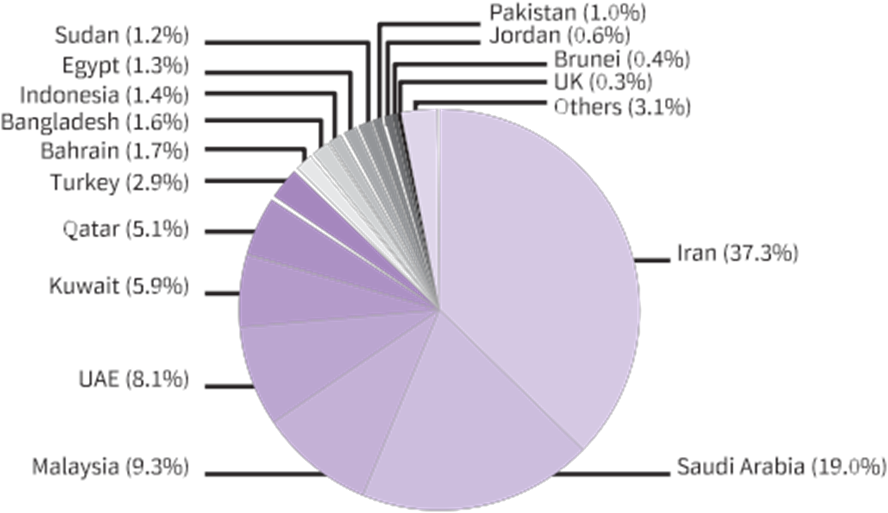 Pakistan (1.0%)
Jordan (0.6%)
Brunei (0.4%)
UK (0.3%)
Others (3.1%)
Sudan (1.2%)
Egypt (1.3%)
Indonesia (1.4%)
Bangladesh (1.6%)
Bahrain (1.7%)
Turkey (2.9%)
Qatar (5.1%)
Kuwait (5.9%)
UAE (8.1%)
Malaysia (9.3%)
Iran (37.3%)
Saudi Arabia (19.0%)